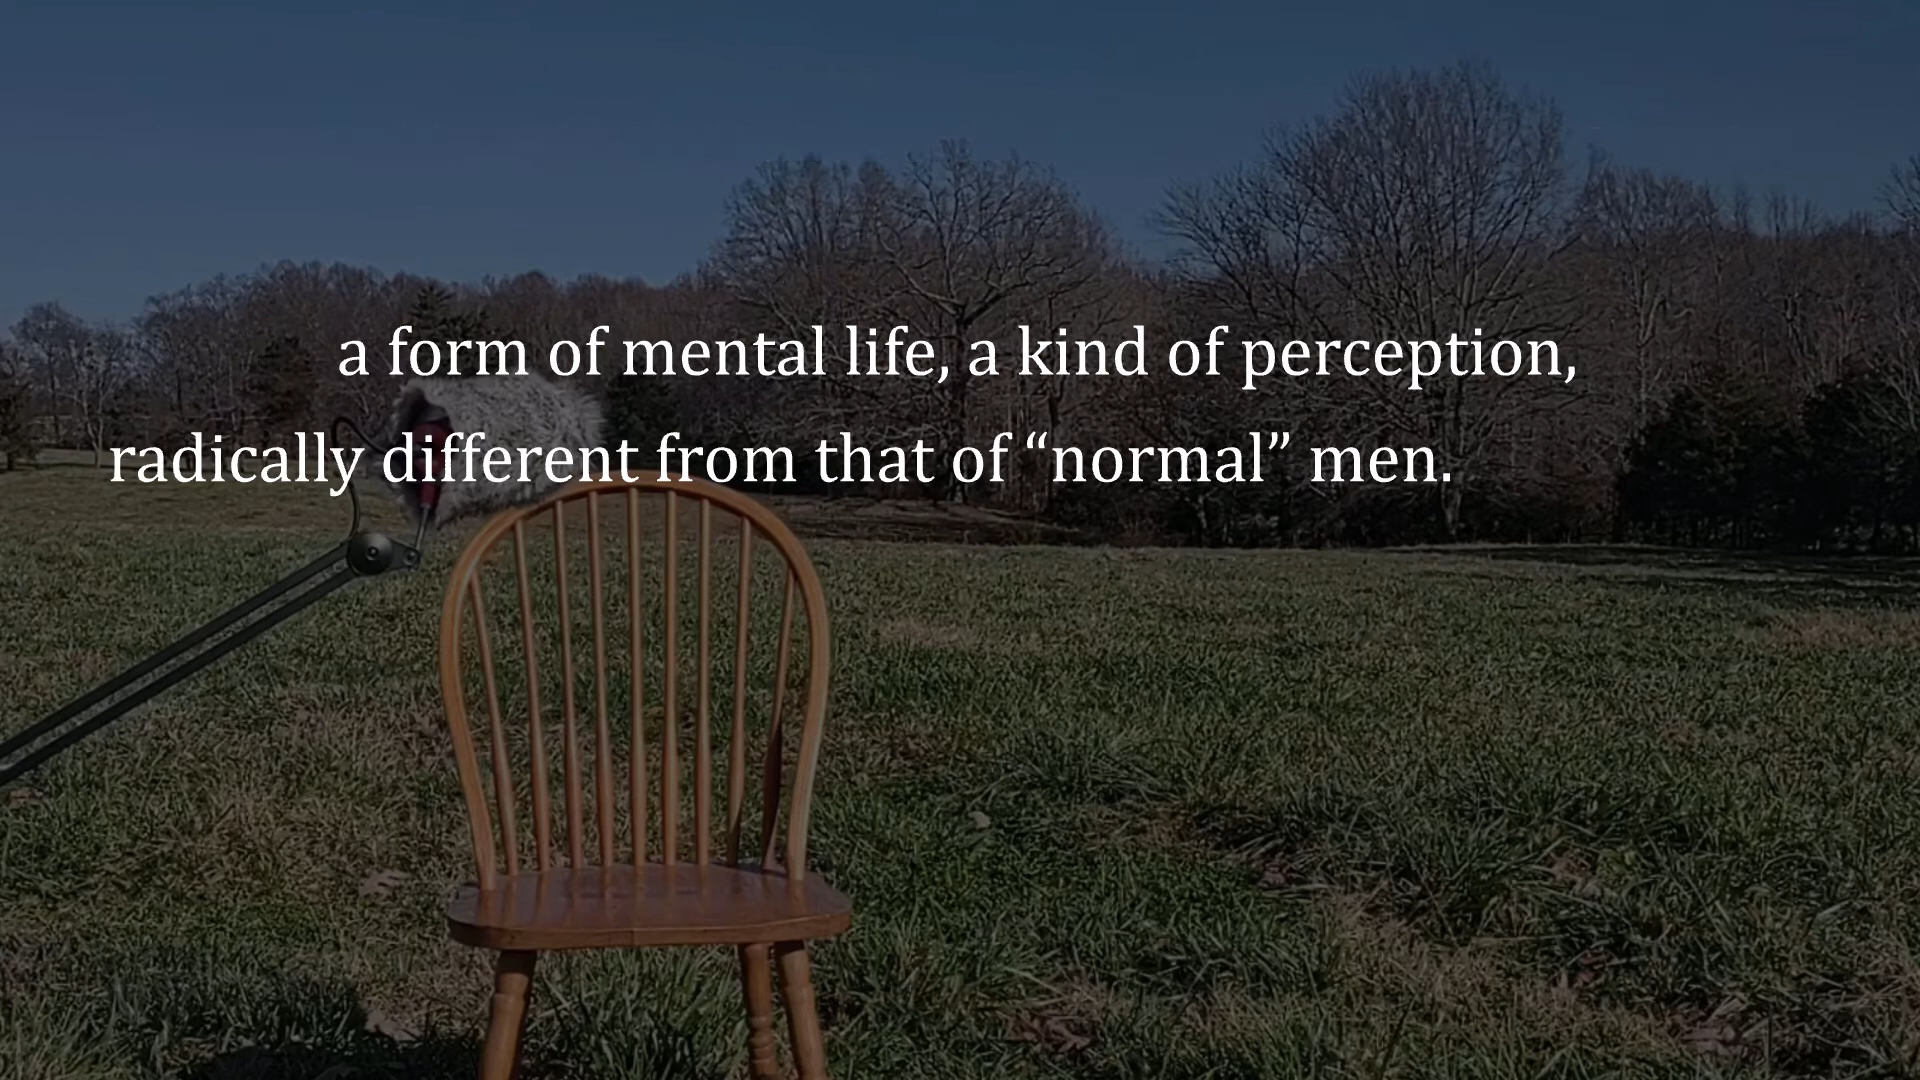 a form of mental life, a kind of perception,
radically different from that of “normal” men.